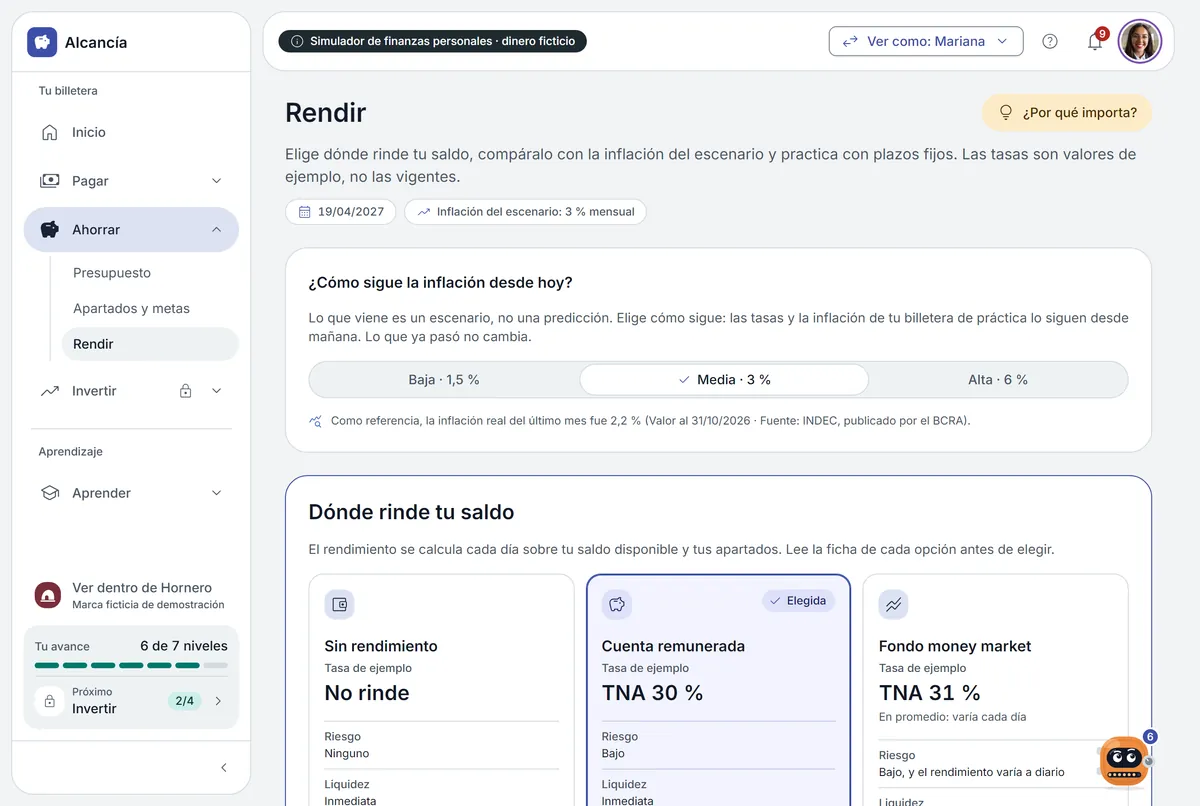 Alcancía
Tu billetera
Inicio
Pagar
Ahorrar
Presupuesto
Apartados y metas
Rendir
Invertir
Aprendizaje
Aprender
Ver dentro de Hornero
Marca ficticia de demostración
Tu avance
6 de 7 niveles
Próximo
Invertir
2/4
Simulador de finanzas personales · dinero ficticio
Ver como: Mariana
9
Rendir
¿Por qué importa?
Elige dónde rinde tu saldo, compáralo con la inflación del escenario y practica con plazos fijos. Las tasas son valores de
ejemplo, no las vigentes.
19/04/2027
Inflación del escenario: 3 % mensual
¿Cómo sigue la inflación desde hoy?
Lo que viene es un escenario, no una predicción. Elige cómo sigue: las tasas y la inflación de tu billetera de práctica lo siguen desde
mañana. Lo que ya pasó no cambia.
Baja · 1,5 %
Media · 3 %
Alta · 6 %
Como referencia, la inflación real del último mes fue 2,2 % (Valor al 31/10/2026 · Fuente: INDEC, publicado por el BCRA).
Dónde rinde tu saldo
El rendimiento se calcula cada día sobre tu saldo disponible y tus apartados. Lee la ficha de cada opción antes de elegir.
Sin rendimiento
Tasa de ejemplo
No rinde
Riesgo
Ninguno
Liquidez
Inmediata
Elegida
Cuenta remunerada
Tasa de ejemplo
TNA 30 %
Riesgo
Bajo
Liquidez
Inmediata
Fondo money market
Tasa de ejemplo
TNA 31 %
En promedio: varía cada día
Riesgo
Bajo, y el rendimiento varía a diario
Liquidez
6